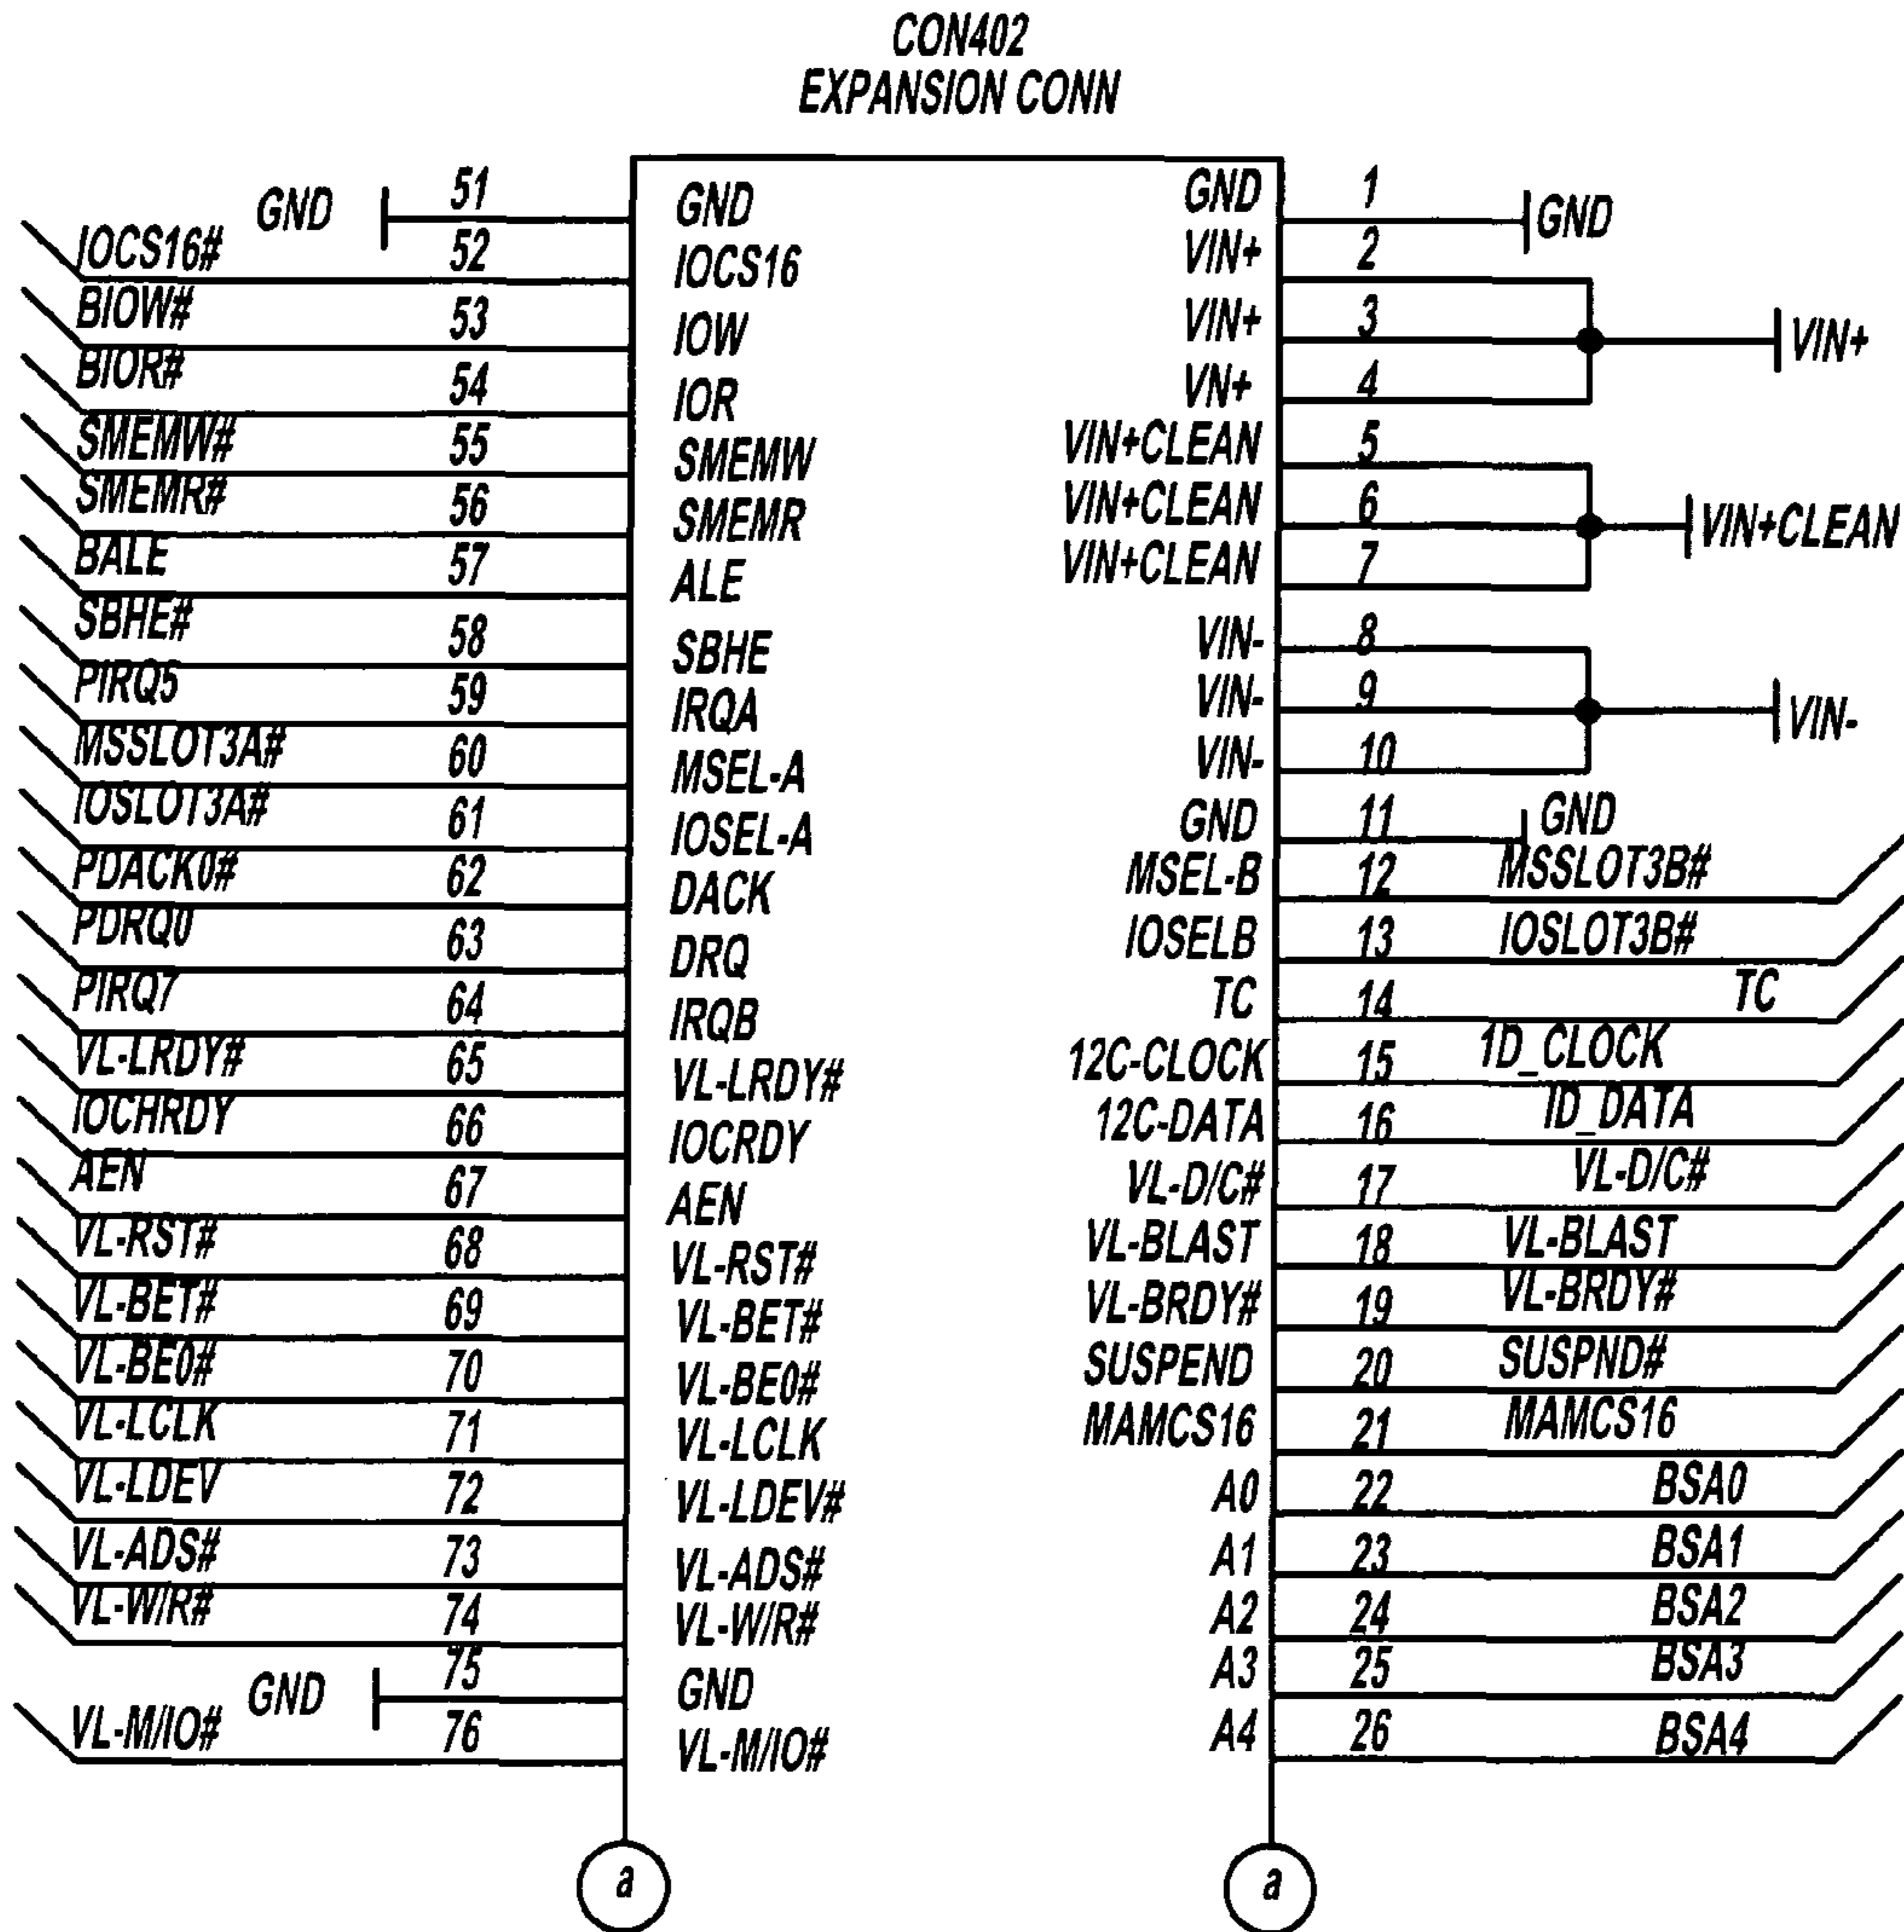 CON402
EXPANSION CONN
GND 51 GND GND 1 GND
IOCS16# 52 IOCS16 VIN+ 2
BIOW# 53 IOW VIN+ 3 VIN+
BIOR# 54 IOR VN+ 4
SMEMW# 55 SMEMW VIN+CLEAN 5
SMEMR# 56 SMEMR VIN+CLEAN 6 VIN+CLEAN
BALE 57 ALE VIN+CLEAN 7
SBHE# 58 SBHE VIN- 8
PIRQ5 59 IRQA VIN- 9 VIN-
MSSLOT3A# 60 MSEL-A VIN- 10
IOSLOT3A# 61 IOSEL-A GND 11 GND
PDACK0# 62 DACK MSEL-B 12 MSSLOT3B#
PDRQ0 63 DRQ IOSELB 13 IOSLOT3B#
PIRQ7 64 IRQB TC 14 TC
VL-LRDY# 65 VL-LRDY# 12C-CLOCK 15 1D_CLOCK
IOCHRDY 66 IOCRDY 12C-DATA 16 ID_DATA
AEN 67 AEN VL-D/C# 17 VL-D/C#
VL-RST# 68 VL-RST# VL-BLAST 18 VL-BLAST
VL-BET# 69 VL-BET# VL-BRDY# 19 VL-BRDY#
VL-BE0# 70 VL-BE0# SUSPEND 20 SUSPND#
VL-LCLK 71 VL-LCLK MAMCS16 21 MAMCS16
VL-LDEV 72 VL-LDEV# A0 22 BSA0
VL-ADS# 73 VL-ADS# A1 23 BSA1
VL-W/R# 74 VL-W/R# A2 24 BSA2
GND 75 GND A3 25 BSA3
VL-M/IO# 76 VL-M/IO# A4 26 BSA4
a a